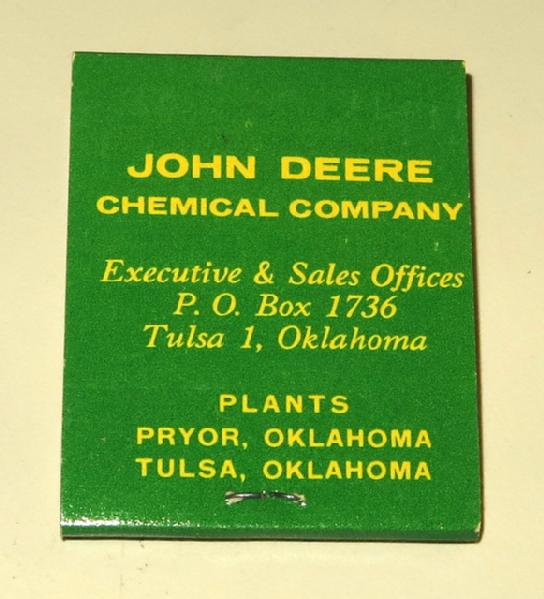 JOHN DEERE
CHEMICAL COMPANY
Executive & Sales Offices
P. O. Box 1736
Tulsa 1, Oklahoma
PLANTS
PRYOR, OKLAHOMA
TULSA, OKLAHOMA